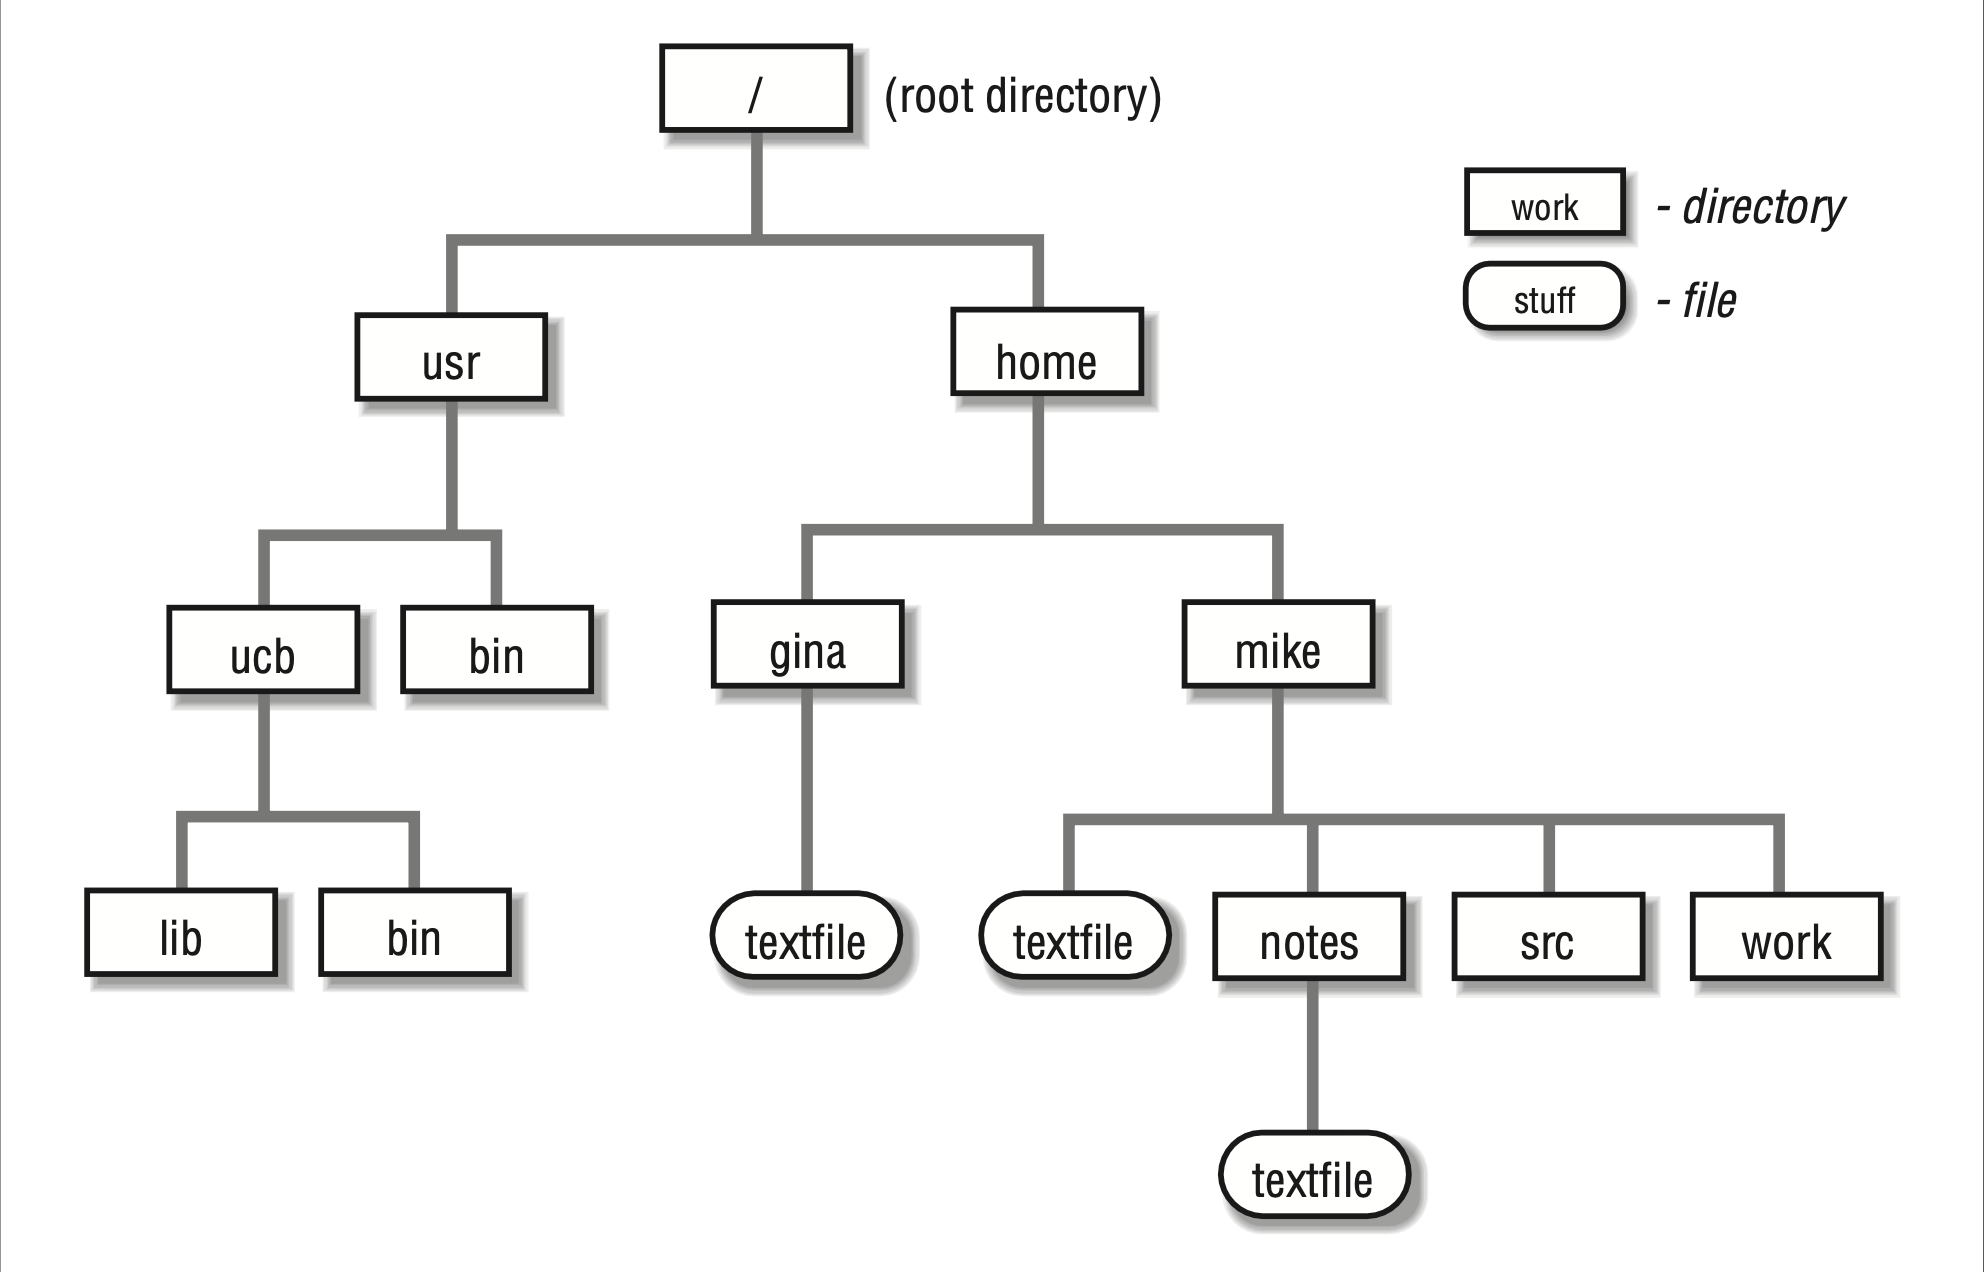 / (root directory)
work - directory
stuff - file
usr
home
ucb
bin
gina
mike
lib
bin
textfile
textfile
notes
src
work
textfile